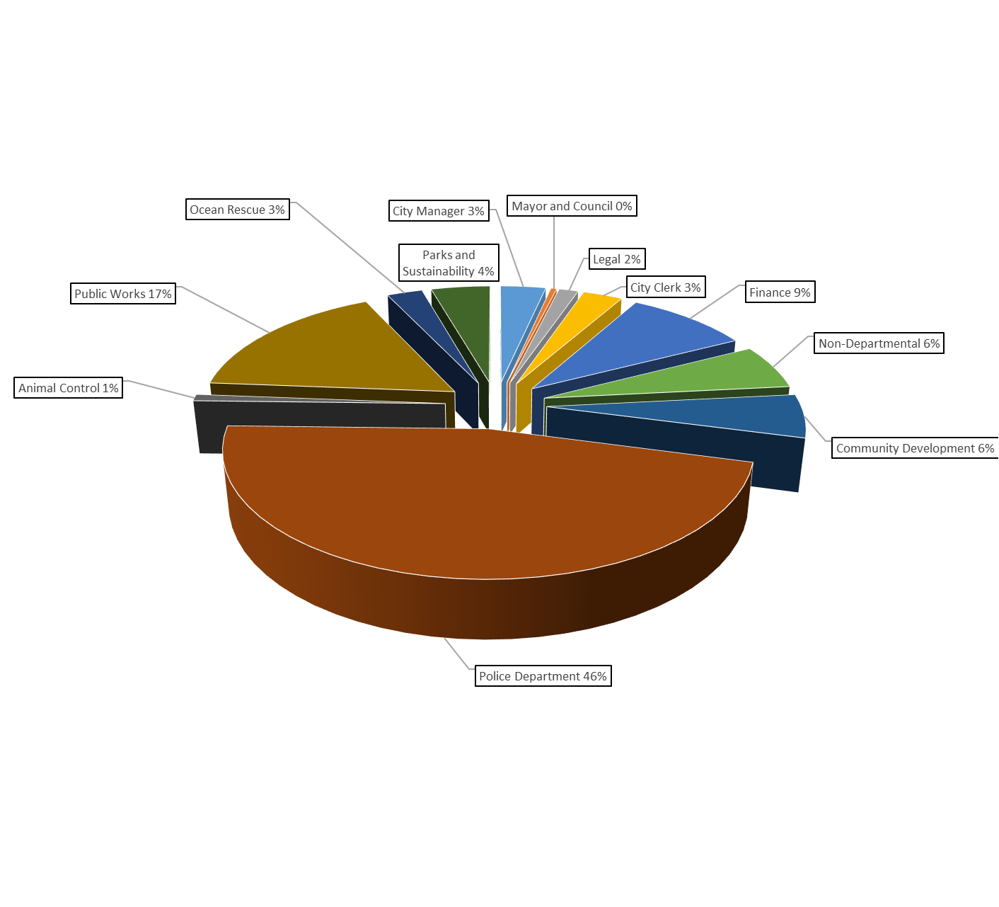 Mayor and Council 0%
City Manager 3%
Ocean Rescue 3%
Parks and
Sustainability 4%
Legal 2%
City Clerk 3%
Finance 9%
Public Works 17%
Non-Departmental 6%
Animal Control 1%
Community Development 6%
Police Department 46%